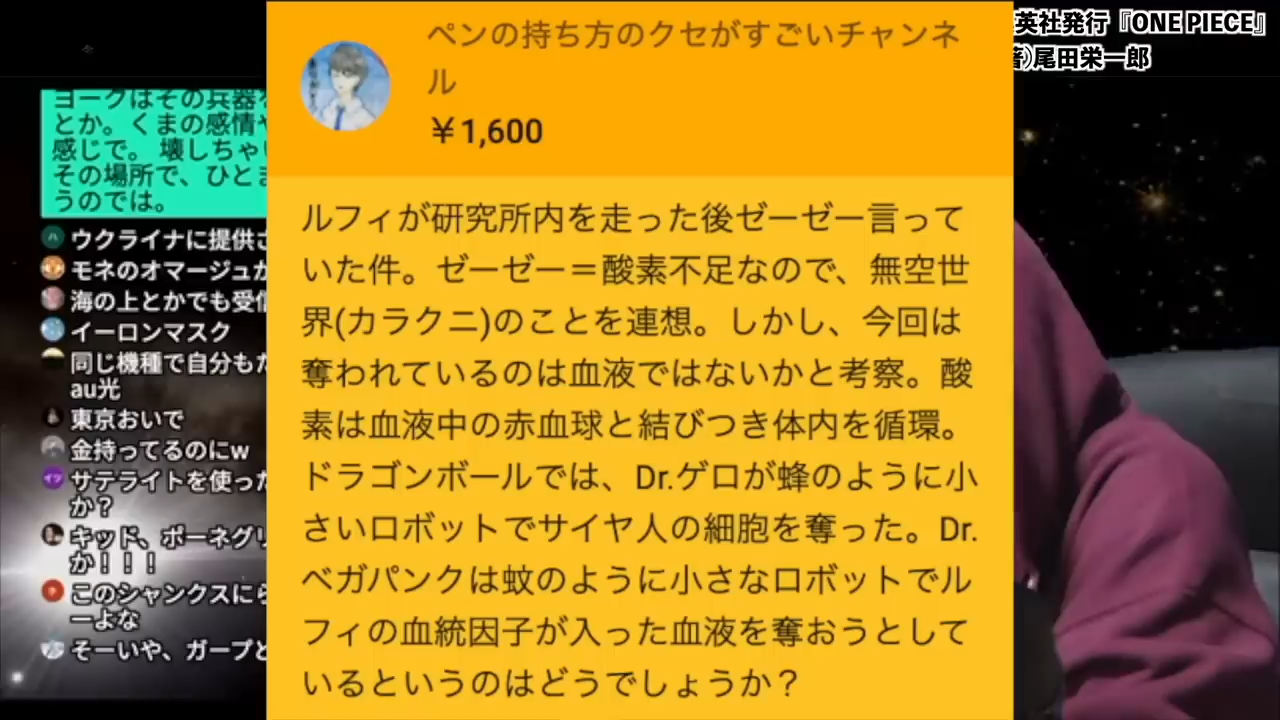 ペンの持ち方のクセがすごいチャンネ
ル
￥1,600
ルフィが研究所内を走った後ゼーゼー言って
いた件。ゼーゼー＝酸素不足なので、無空世
界(カラクニ)のことを連想。しかし、今回は
奪われているのは血液ではないかと考察。酸
素は血液中の赤血球と結びつき体内を循環。
ドラゴンボールでは、Dr.ゲロが蜂のように小
さいロボットでサイヤ人の細胞を奪った。Dr.
ベガパンクは蚊のように小さなロボットでル
フィの血統因子が入った血液を奪おうとして
いるというのはどうでしょうか？
英社発行『ONE PIECE』
著)尾田栄一郎
ヨークはその兵器を
とか。くまの感情や
感じで。壊しちゃい
その場所で、ひとま
うのでは。
ウクライナに提供さ
モネのオマージュか
海の上とかでも受信
イーロンマスク
同じ機種で自分もた
au光
東京おいで
金持ってるのにw
サテライトを使った
か？
キッド、ポーネグリ
か！！！
このシャンクスにら
ーよな
そーいや、ガープと